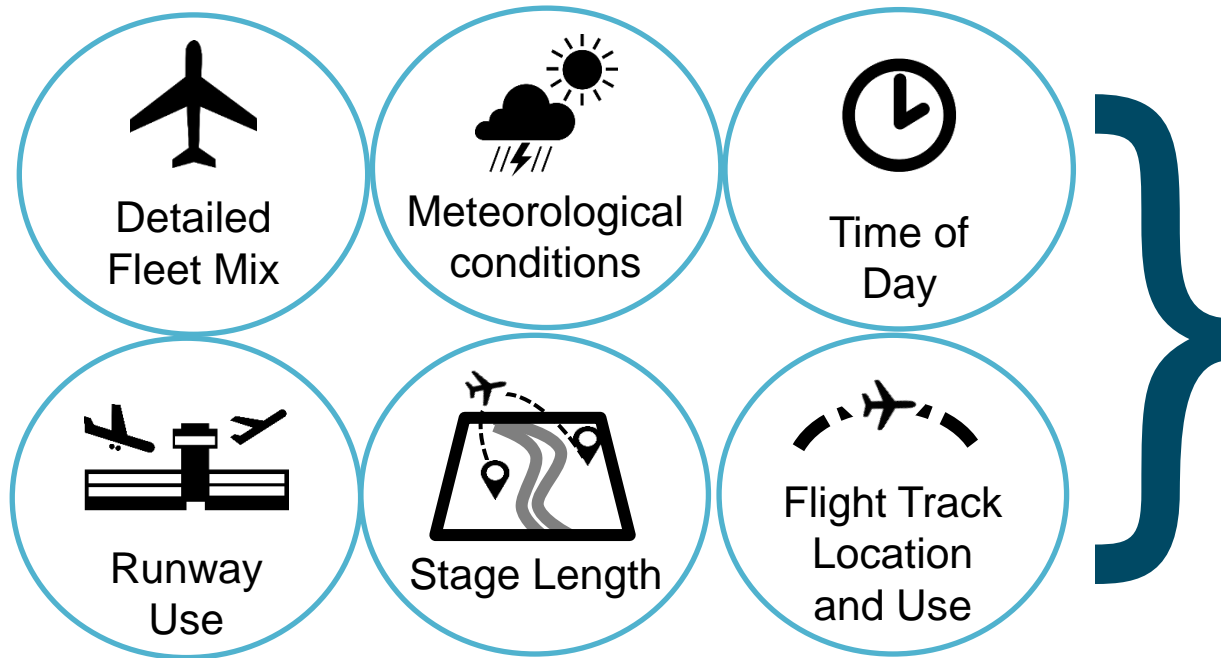 Detailed
Fleet Mix
Meteorological
conditions
Time of
Day
Runway
Use
Stage Length
Flight Track
Location
and Use